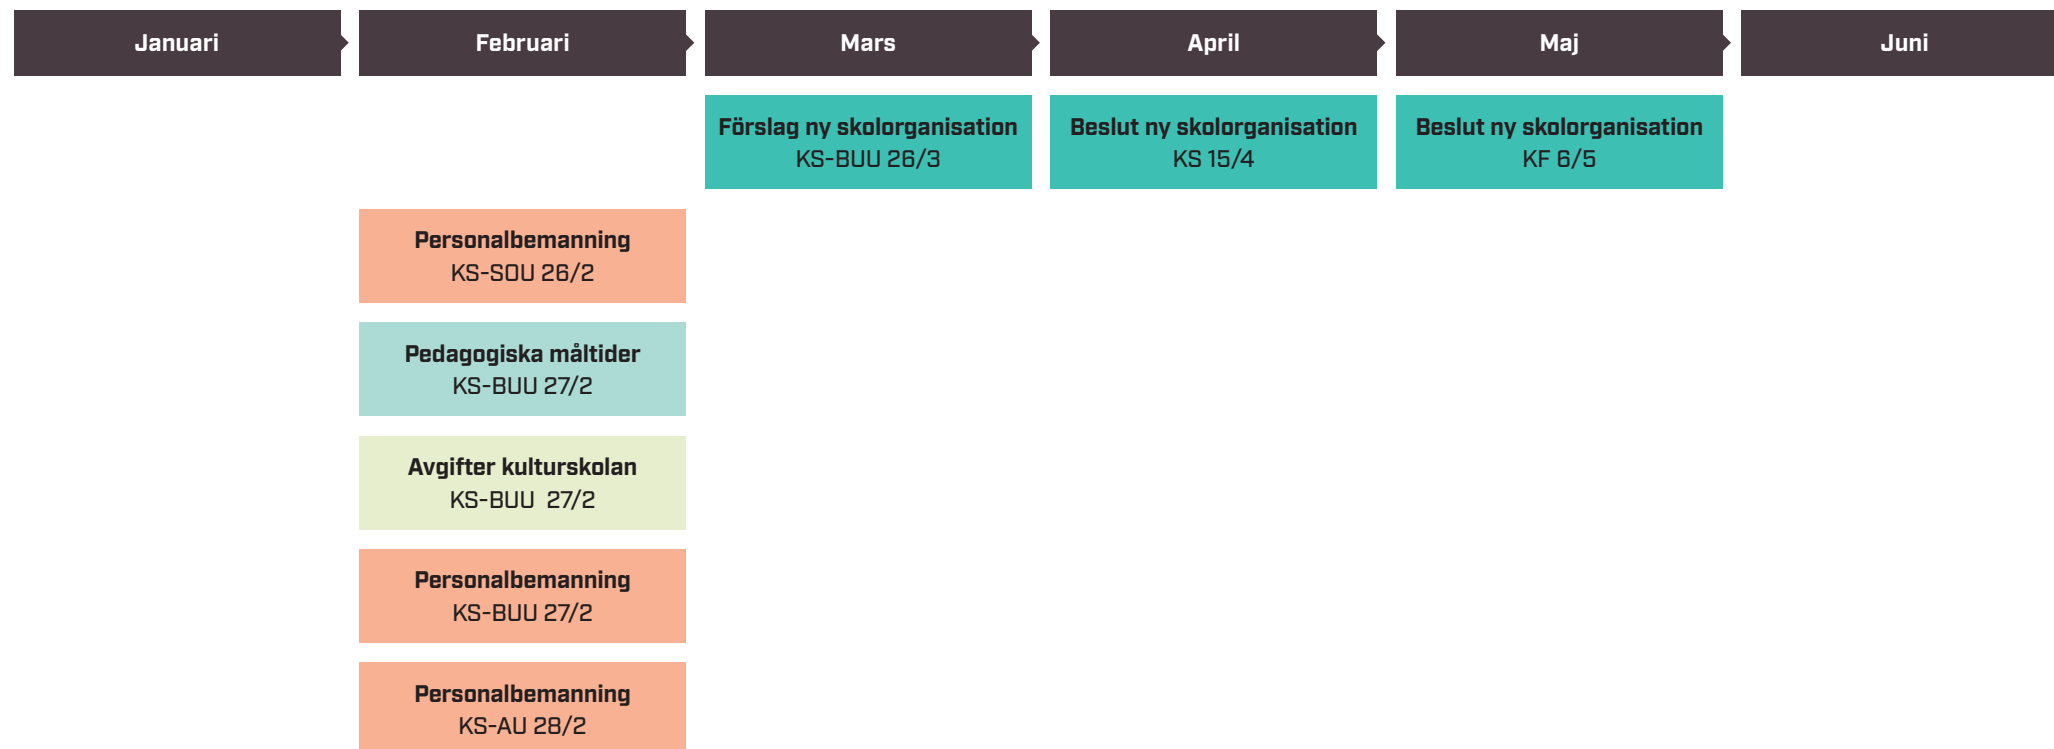 Januari
Februari
Mars
April
Maj
Juni
Förslag ny skolorganisation
KS-BUU 26/3
Beslut ny skolorganisation
KS 15/4
Beslut ny skolorganisation
KF 6/5
Personalbemanning
KS-SOU 26/2
Pedagogiska måltider
KS-BUU 27/2
Avgifter kulturskolan
KS-BUU  27/2
Personalbemanning
KS-BUU 27/2
Personalbemanning
KS-AU 28/2